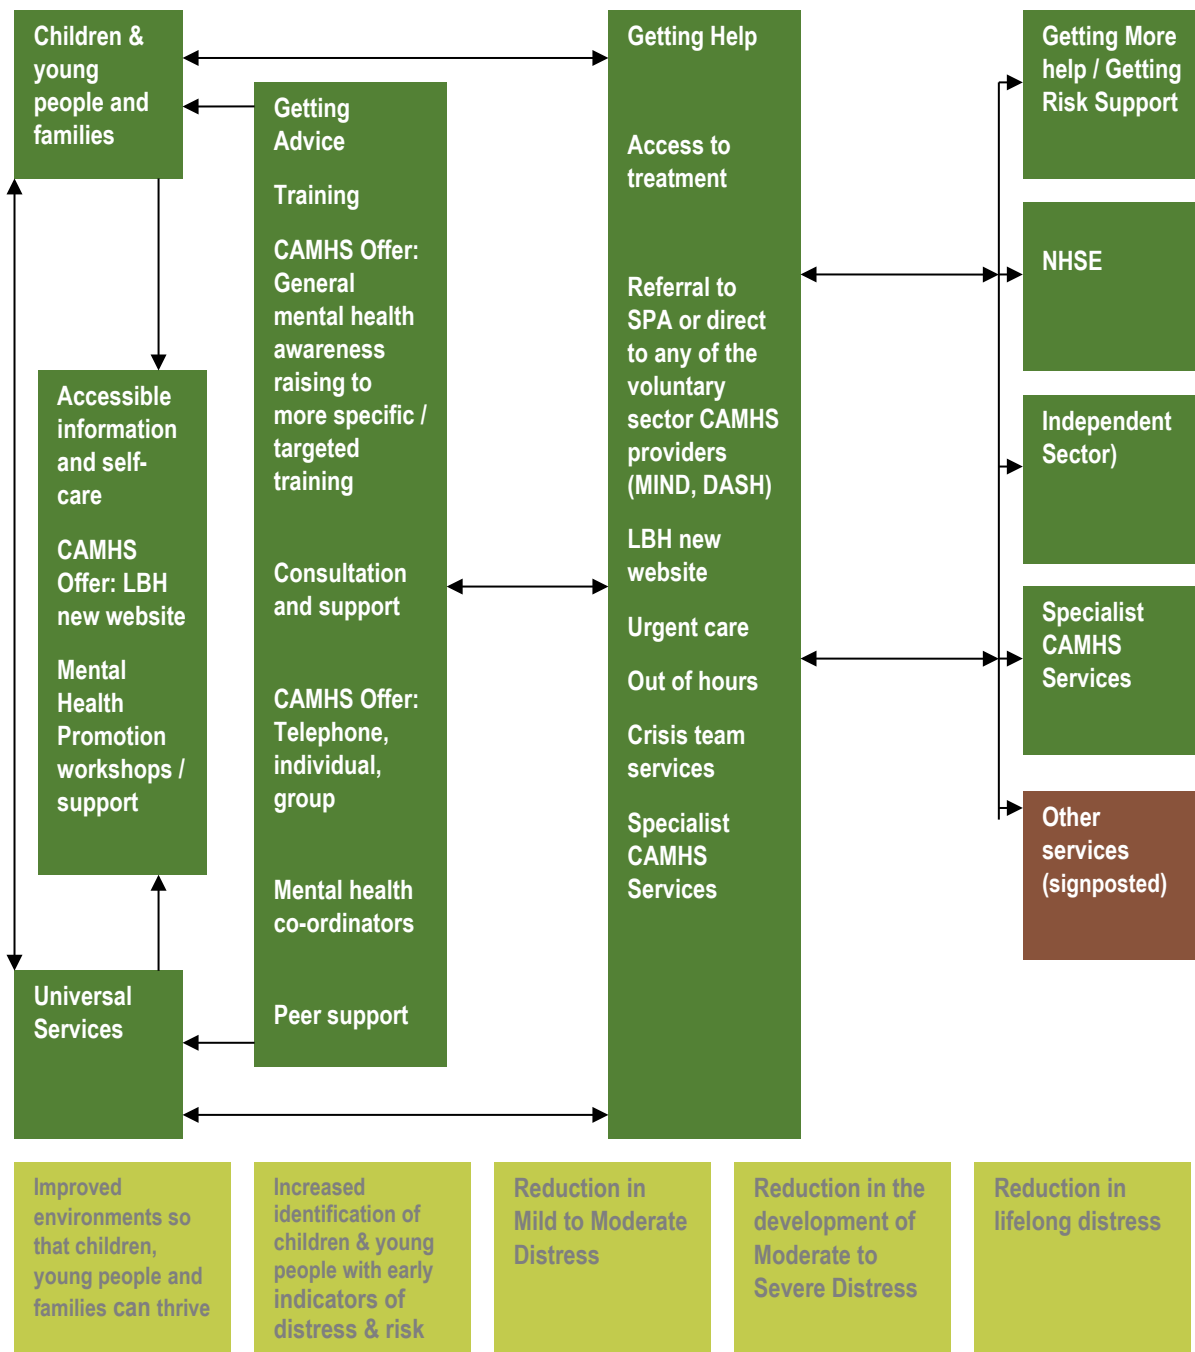 Children &
young
people and
families
Getting
Advice
Training
CAMHS Offer:
General
mental health
awareness
raising to
more specific /
targeted
training
Consultation
and support
CAMHS Offer:
Telephone,
individual,
group
Mental health
co-ordinators
Peer support
Accessible
information
and self-
care
CAMHS
Offer: LBH
new website
Mental
Health
Promotion
workshops /
support
Universal
Services
Getting Help
Access to
treatment
Referral to
SPA or direct
to any of the
voluntary
sector CAMHS
providers
(MIND, DASH)
LBH new
website
Urgent care
Out of hours
Crisis team
services
Specialist
CAMHS
Services
Getting More
help / Getting
Risk Support
NHSE
Independent
Sector)
Specialist
CAMHS
Services
Other
services
(signposted)
Improved
environments so
that children,
young people and
families can thrive
Increased
identification of
children & young
people with early
indicators of
distress & risk
Reduction in
Mild to Moderate
Distress
Reduction in the
development of
Moderate to
Severe Distress
Reduction in
lifelong distress